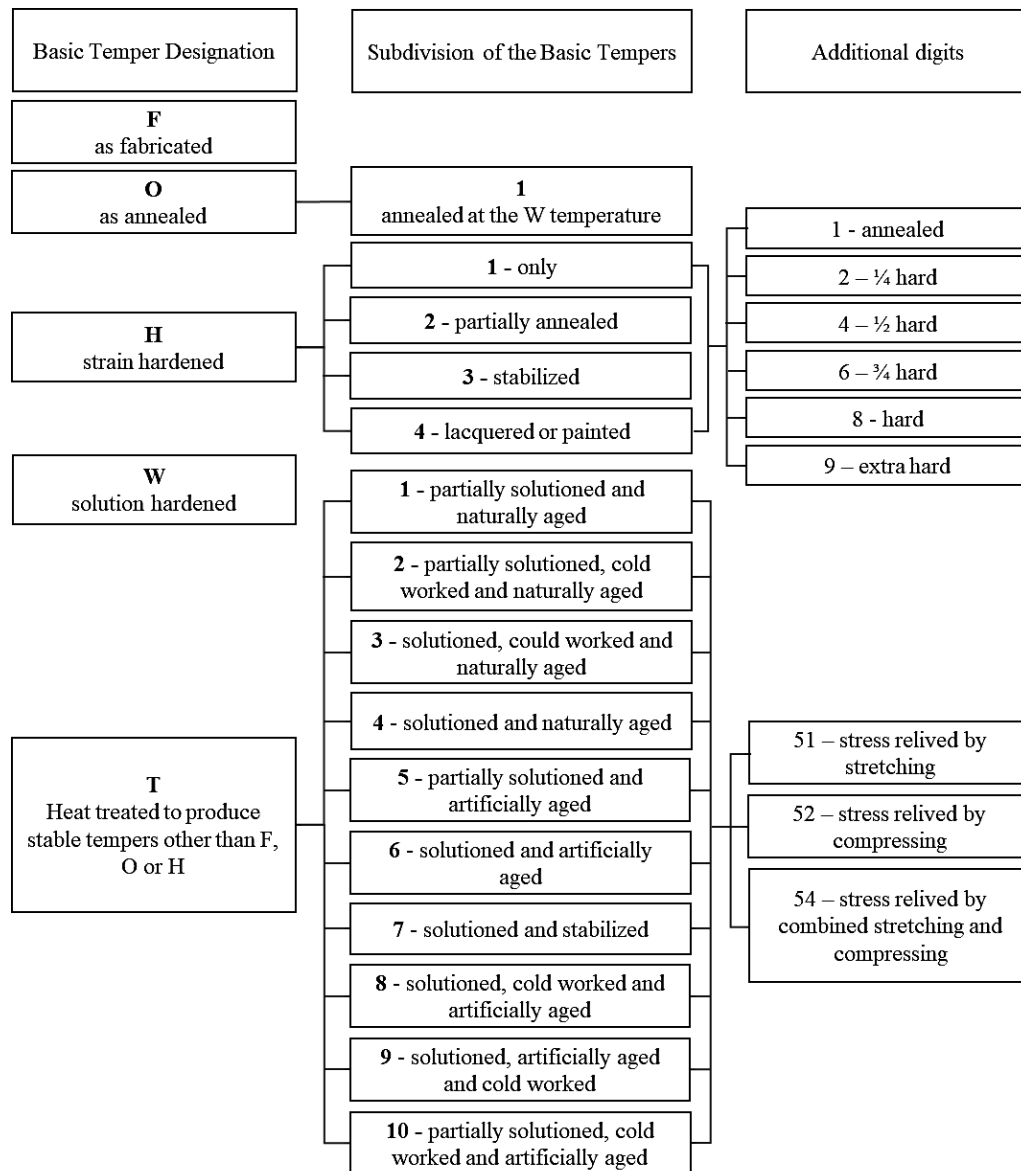 Basic Temper Designation
Subdivision of the Basic Tempers
Additional digits
F
as fabricated
O
as annealed
1
annealed at the W temperature
H
strain hardened
1 - only
2 - partially annealed
3 - stabilized
4 - lacquered or painted
1 - annealed
2 – ¼ hard
4 – ½ hard
6 – ¾ hard
8 - hard
9 – extra hard
W
solution hardened
T
Heat treated to produce
stable tempers other than F,
O or H
1 - partially solutioned and
naturally aged
2 - partially solutioned, cold
worked and naturally aged
3 - solutioned, could worked and
naturally aged
4 - solutioned and naturally aged
5 - partially solutioned and
artificially aged
6 - solutioned and artificially
aged
7 - solutioned and stabilized
8 - solutioned, cold worked and
artificially aged
9 - solutioned, artificially aged
and cold worked
10 - partially solutioned, cold
worked and artificially aged
51 – stress relived by
stretching
52 – stress relived by
compressing
54 – stress relived by
combined stretching and
compressing